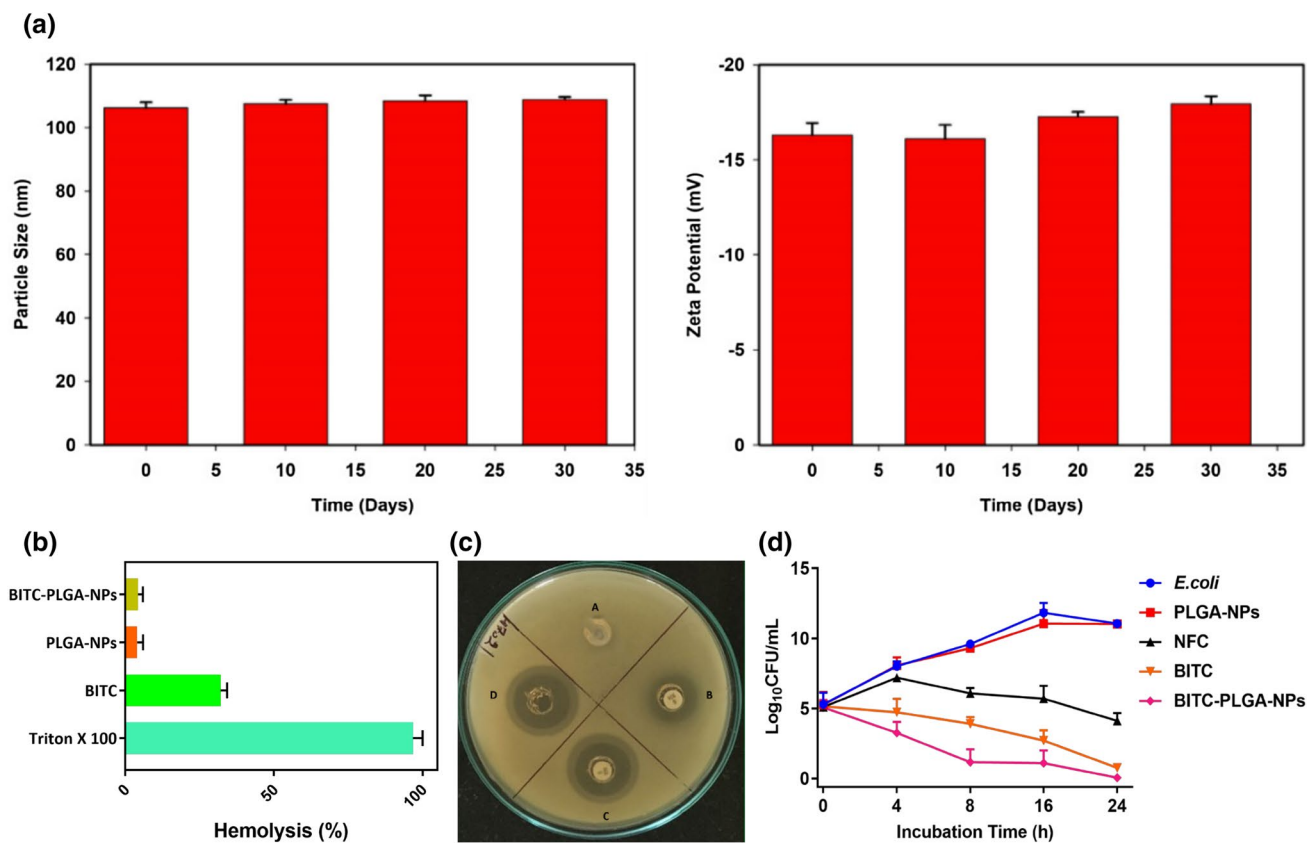 (a)
120
100
80
60
40
20
0
Particle Size (nm)
0 5 10 15 20 25 30 35
Time (Days)
-20
-15
-10
-5
0
Zeta Potential (mV)
0 5 10 15 20 25 30 35
Time (Days)
(b)
BITC-PLGA-NPs
PLGA-NPs
BITC
Triton X 100
0 50 100
Hemolysis (%)
(c)
A
B
C
D
(d)
15
10
5
0
Log10CFU/mL
0 4 8 16 24
Incubation Time (h)
E.coli
PLGA-NPs
NFC
BITC
BITC-PLGA-NPs